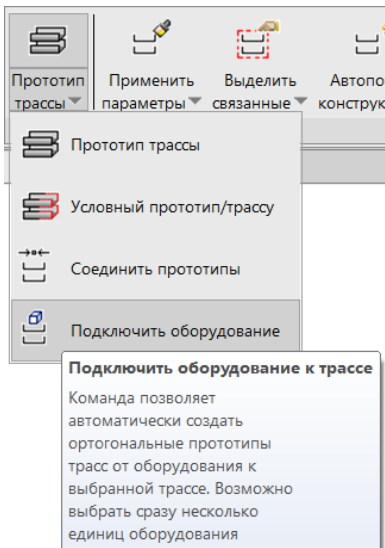 Прототип трассы
Применить параметры
Выделить связанные
Автопо
конструк
Прототип трассы
Условный прототип/трассу
Соединить прототипы
Подключить оборудование
Подключить оборудование к трассе
Команда позволяет
автоматически создать
ортогональные прототипы
трасс от оборудования к
выбранной трассе. Возможно
выбрать сразу несколько
единиц оборудования